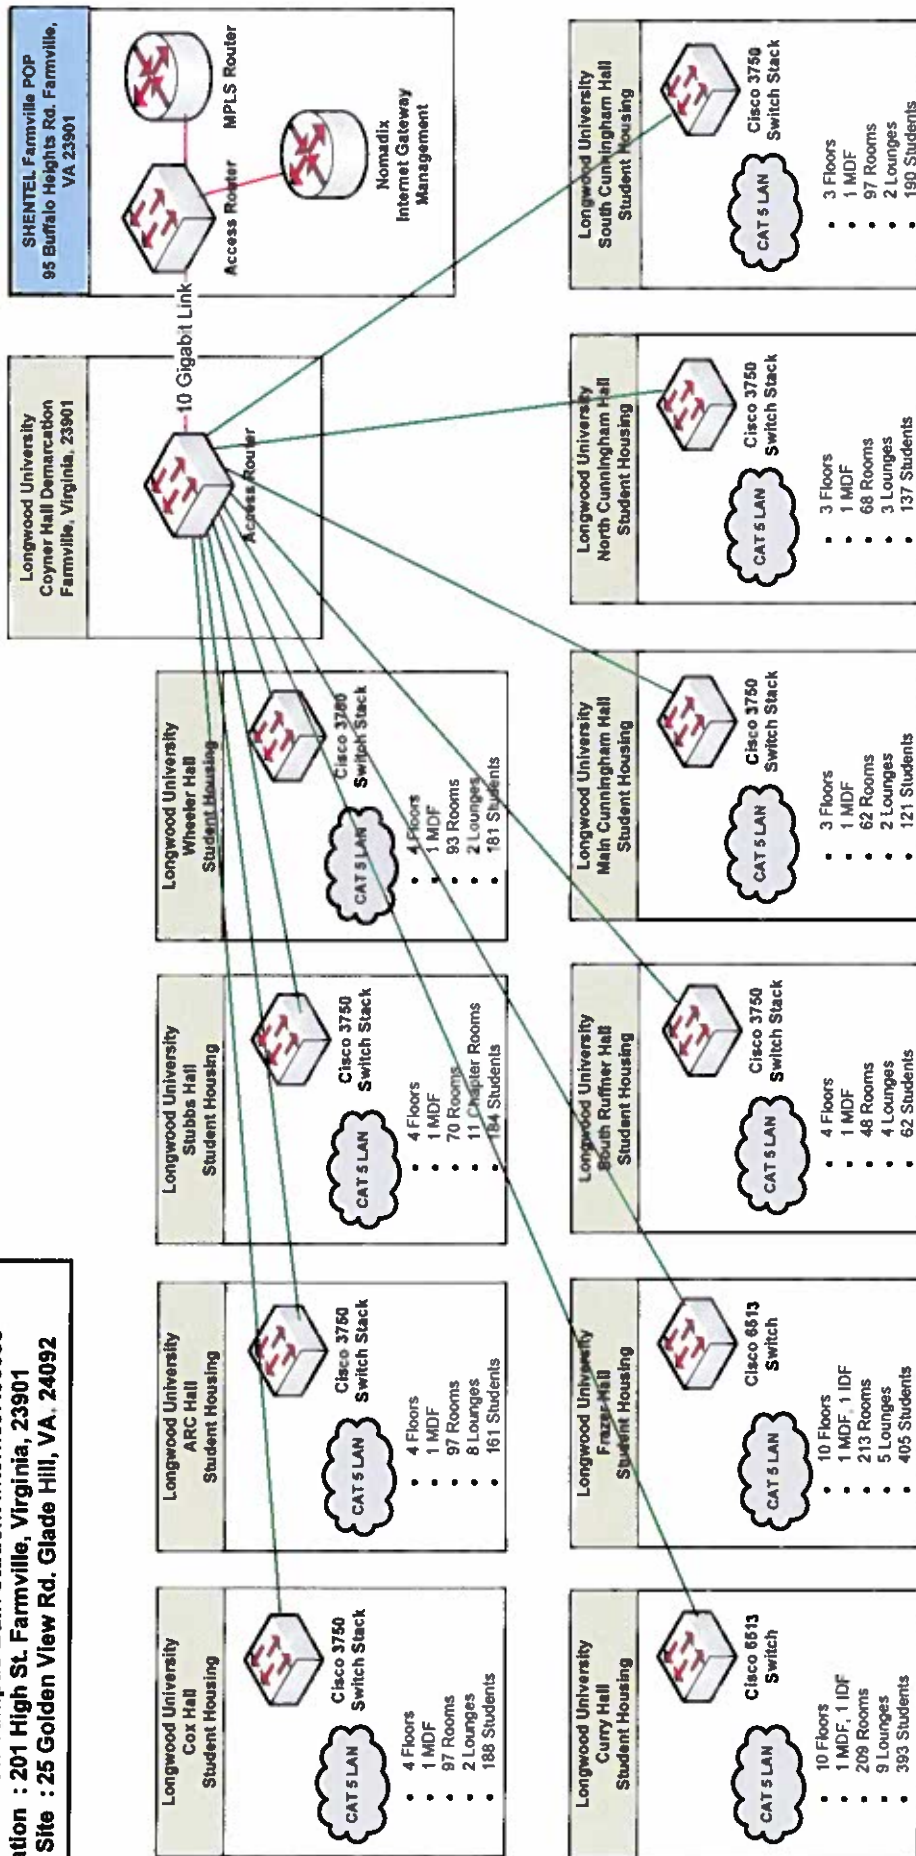 ation : 201 High St. Farmville, Virginia, 23901
Site : 25 Golden View Rd. Glade Hill, VA. 24092
Longwood University
Coyner Hall Demarcation
Farmville, Virginia, 23901
Access Router
10 Gigabit Link
SHENTEL Farmville POP
95 Buffalo Heights Rd. Farmville,
VA 23901
Access Router
MPLS Router
Nomadix
Internet Gateway
Management
Longwood University
Cox Hall
Student Housing
CAT 5 LAN
Cisco 3750
Switch Stack
• 4 Floors
• 1 MDF
• 97 Rooms
• 2 Lounges
• 188 Students
Longwood University
ARC Hall
Student Housing
CAT 5 LAN
Cisco 3750
Switch Stack
• 4 Floors
• 1 MDF
• 97 Rooms
• 8 Lounges
• 161 Students
Longwood University
Stubbs Hall
Student Housing
CAT 5 LAN
Cisco 3750
Switch Stack
• 4 Floors
• 1 MDF
• 70 Rooms
• 11 Chapter Rooms
• 184 Students
Longwood University
Wheeler Hall
Student Housing
CAT 5 LAN
Cisco 3750
Switch Stack
• 4 Floors
• 1 MDF
• 93 Rooms
• 2 Lounges
• 181 Students
Longwood University
Curry Hall
Student Housing
CAT 5 LAN
Cisco 6513
Switch
• 10 Floors
• 1 MDF, 1 IDF
• 209 Rooms
• 9 Lounges
• 393 Students
Longwood University
Frazer Hall
Student Housing
CAT 5 LAN
Cisco 6513
Switch
• 10 Floors
• 1 MDF, 1 IDF
• 213 Rooms
• 5 Lounges
• 405 Students
Longwood University
South Ruffner Hall
Student Housing
CAT 5 LAN
Cisco 3750
Switch Stack
• 4 Floors
• 1 MDF
• 48 Rooms
• 4 Lounges
• 62 Students
Longwood University
Main Cunningham Hall
Student Housing
CAT 5 LAN
Cisco 3750
Switch Stack
• 3 Floors
• 1 MDF
• 62 Rooms
• 2 Lounges
• 121 Students
Longwood University
North Cunningham Hall
Student Housing
CAT 5 LAN
Cisco 3750
Switch Stack
• 3 Floors
• 1 MDF
• 68 Rooms
• 3 Lounges
• 137 Students
Longwood University
South Cunningham Hall
Student Housing
CAT 5 LAN
Cisco 3750
Switch Stack
• 3 Floors
• 1 MDF
• 97 Rooms
• 2 Lounges
• 190 Students